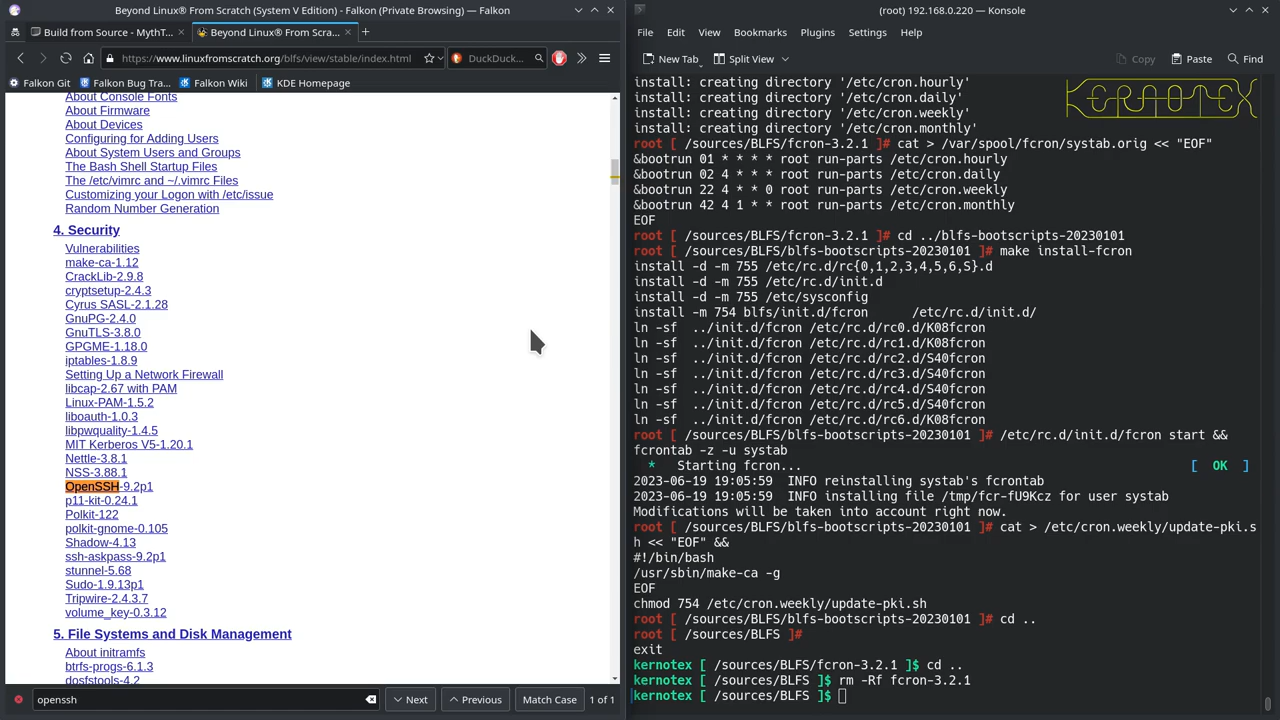 Beyond Linux® From Scratch (System V Edition) - Falkon (Private Browsing) — Falkon
Build from Source - MythT...
Beyond Linux® From Scra...
https://www.linuxfromscratch.org/blfs/view/stable/index.html
DuckDuck...
Falkon Git
Falkon Bug Tra...
Falkon Wiki
KDE Homepage
About Console Fonts
About Firmware
About Devices
Configuring for Adding Users
About System Users and Groups
The Bash Shell Startup Files
The /etc/vimrc and ~/.vimrc Files
Customizing your Logon with /etc/issue
Random Number Generation
4. Security
Vulnerabilities
make-ca-1.12
CrackLib-2.9.8
cryptsetup-2.4.3
Cyrus SASL-2.1.28
GnuPG-2.4.0
GnuTLS-3.8.0
GPGME-1.18.0
iptables-1.8.9
Setting Up a Network Firewall
libcap-2.67 with PAM
Linux-PAM-1.5.2
liboauth-1.0.3
libpwquality-1.4.5
MIT Kerberos V5-1.20.1
Nettle-3.8.1
NSS-3.88.1
OpenSSH-9.2p1
p11-kit-0.24.1
Polkit-122
polkit-gnome-0.105
Shadow-4.13
ssh-askpass-9.2p1
stunnel-5.68
Sudo-1.9.13p1
Tripwire-2.4.3.7
volume_key-0.3.12
5. File Systems and Disk Management
About initramfs
btrfs-progs-6.1.3
dosfstools-4.2
openssh
Next
Previous
Match Case
1 of 1
(root) 192.168.0.220 — Konsole
File Edit View Bookmarks Plugins Settings Help
New Tab
Split View
Copy
Paste
Find
KERNOTEX
install: creating directory '/etc/cron.hourly'
install: creating directory '/etc/cron.daily'
install: creating directory '/etc/cron.weekly'
install: creating directory '/etc/cron.monthly'
root [ /sources/BLFS/fcron-3.2.1 ]# cat > /var/spool/fcron/systab.orig << "EOF"
&bootrun 01 * * * * root run-parts /etc/cron.hourly
&bootrun 02 4 * * * root run-parts /etc/cron.daily
&bootrun 22 4 * * 0 root run-parts /etc/cron.weekly
&bootrun 42 4 1 * * root run-parts /etc/cron.monthly
EOF
root [ /sources/BLFS/fcron-3.2.1 ]# cd ../blfs-bootscripts-20230101
root [ /sources/BLFS/blfs-bootscripts-20230101 ]# make install-fcron
install -d -m 755 /etc/rc.d/rc{0,1,2,3,4,5,6,S}.d
install -d -m 755 /etc/rc.d/init.d
install -d -m 755 /etc/sysconfig
install -m 754 blfs/init.d/fcron      /etc/rc.d/init.d/
ln -sf  ../init.d/fcron /etc/rc.d/rc0.d/K08fcron
ln -sf  ../init.d/fcron /etc/rc.d/rc1.d/K08fcron
ln -sf  ../init.d/fcron /etc/rc.d/rc2.d/S40fcron
ln -sf  ../init.d/fcron /etc/rc.d/rc3.d/S40fcron
ln -sf  ../init.d/fcron /etc/rc.d/rc4.d/S40fcron
ln -sf  ../init.d/fcron /etc/rc.d/rc5.d/S40fcron
ln -sf  ../init.d/fcron /etc/rc.d/rc6.d/K08fcron
root [ /sources/BLFS/blfs-bootscripts-20230101 ]# /etc/rc.d/init.d/fcron start &&
fcrontab -z -u systab
*   Starting fcron...   [  OK  ]
2023-06-19 19:05:59  INFO reinstalling systab's fcrontab
2023-06-19 19:05:59  INFO installing file /tmp/fcr-fU9Kcz for user systab
Modifications will be taken into account right now.
root [ /sources/BLFS/blfs-bootscripts-20230101 ]# cat > /etc/cron.weekly/update-pki.s
h << "EOF" &&
#!/bin/bash
/usr/sbin/make-ca -g
EOF
chmod 754 /etc/cron.weekly/update-pki.sh
root [ /sources/BLFS/blfs-bootscripts-20230101 ]# cd ..
root [ /sources/BLFS ]#
exit
kernotex [ /sources/BLFS/fcron-3.2.1 ]$ cd ..
kernotex [ /sources/BLFS ]$ rm -Rf fcron-3.2.1
kernotex [ /sources/BLFS ]$